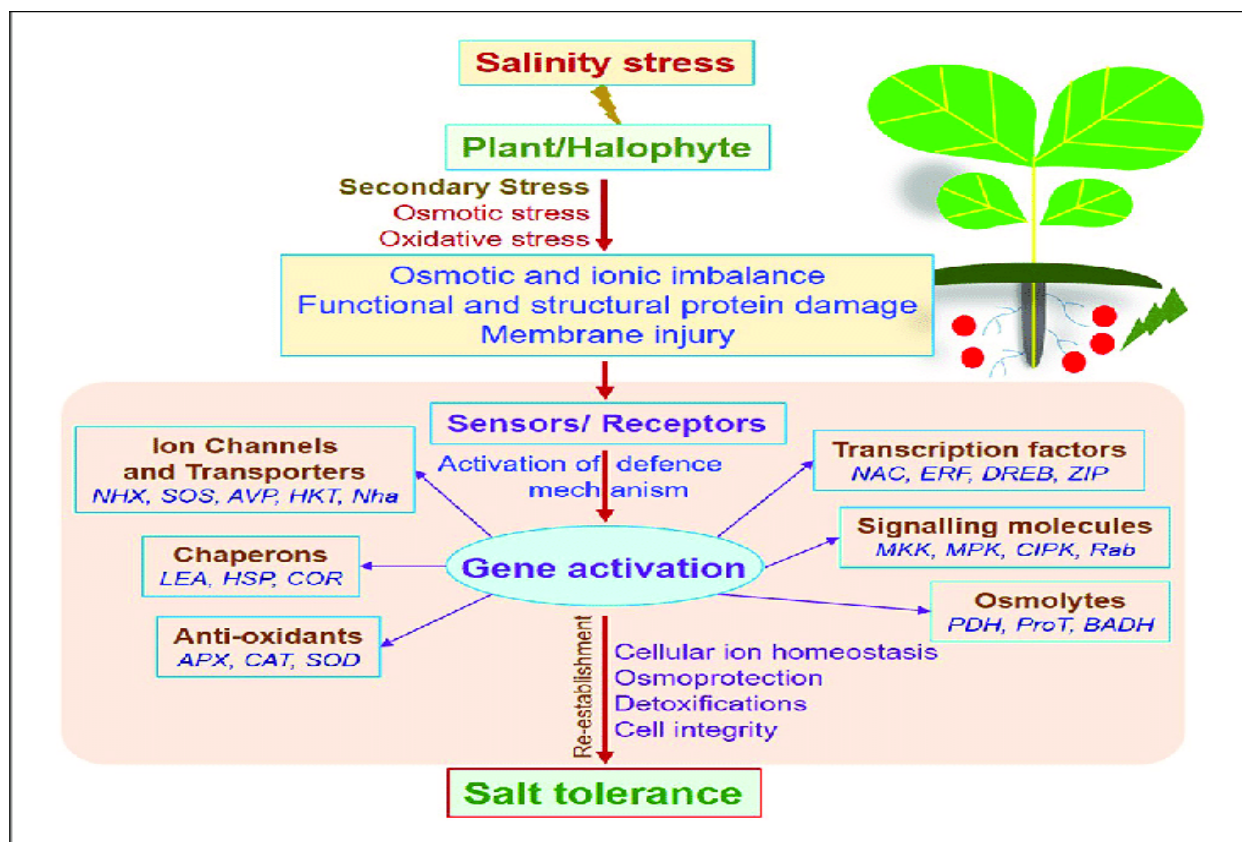 Salinity stress
Plant/Halophyte
Secondary Stress
Osmotic stress
Oxidative stress
Osmotic and ionic imbalance
Functional and structural protein damage
Membrane injury
Sensors/ Receptors
Activation of defence
mechanism
Ion Channels
and Transporters
NHX, SOS, AVP, HKT, Nha
Chaperons
LEA, HSP, COR
Anti-oxidants
APX, CAT, SOD
Gene activation
Transcription factors
NAC, ERF, DREB, ZIP
Signalling molecules
MKK, MPK, CIPK, Rab
Osmolytes
PDH, ProT, BADH
Re-establishment
Cellular ion homeostasis
Osmoprotection
Detoxifications
Cell integrity
Salt tolerance